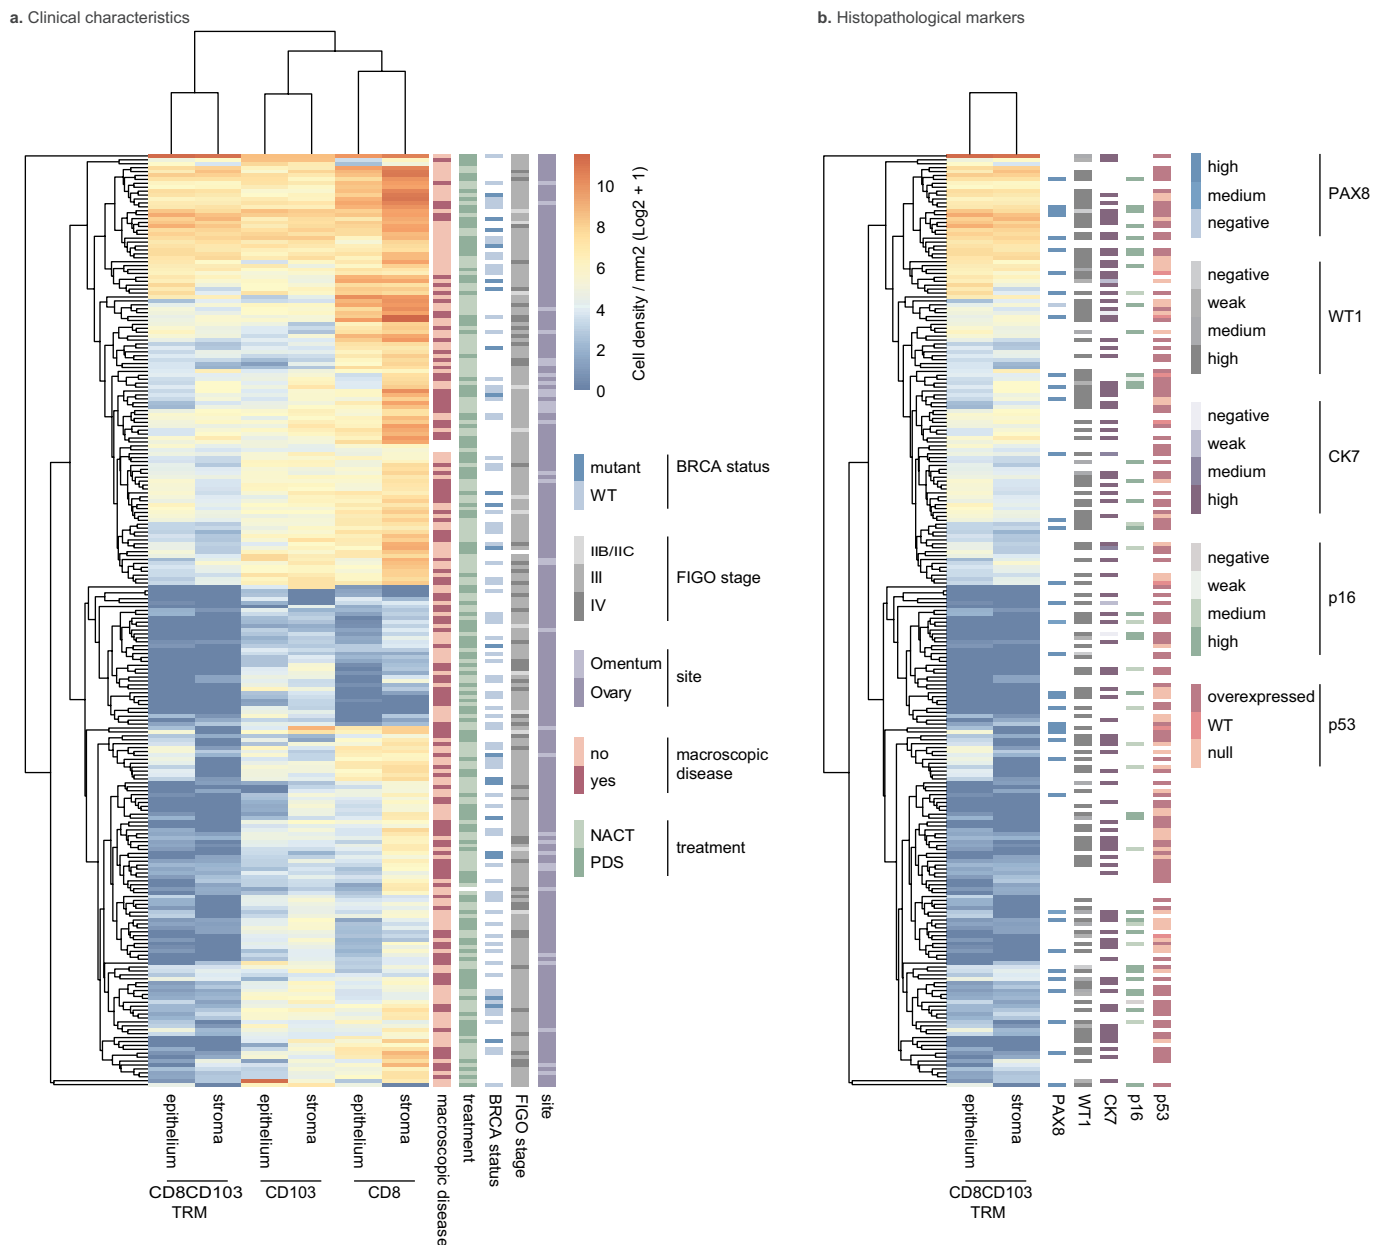 a. Clinical characteristics
10
8
6
4
2
0
Cell density / mm2 (Log2 + 1)
mutant
WT
BRCA status
IIB/IIC
III
IV
FIGO stage
Omentum
Ovary
site
no
yes
macroscopic
disease
NACT
PDS
treatment
epithelium
stroma
epithelium
stroma
epithelium
stroma
macroscopic disease
treatment
BRCA status
FIGO stage
site
CD8CD103
TRM
CD103
CD8
b. Histopathological markers
high
medium
negative
PAX8
negative
weak
medium
high
WT1
negative
weak
medium
high
CK7
negative
weak
medium
high
p16
overexpressed
WT
null
p53
epithelium
stroma
PAX8
WT1
CK7
p16
p53
CD8CD103
TRM